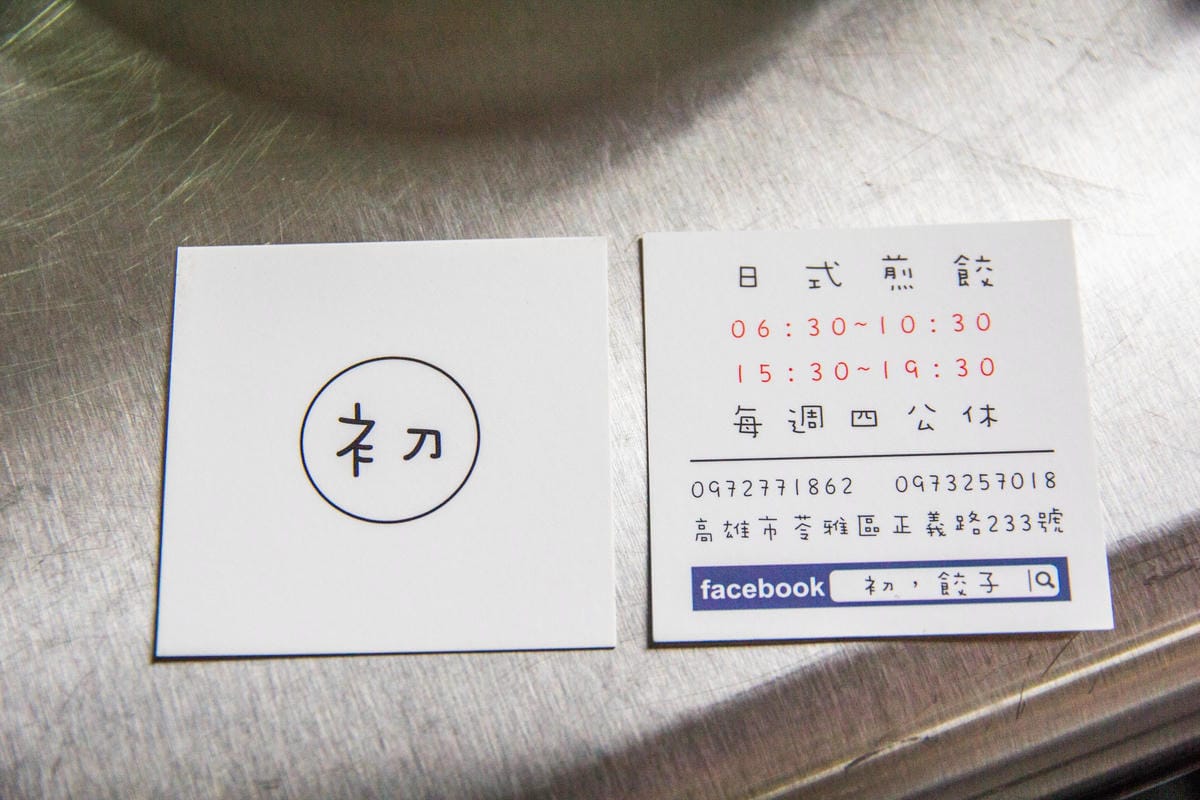 初
日式煎餃
06:30~10:30
15:30~19:30
每週四公休
0972771862 0973257018
高雄市苓雅區正義路233號
facebook 初，餃子